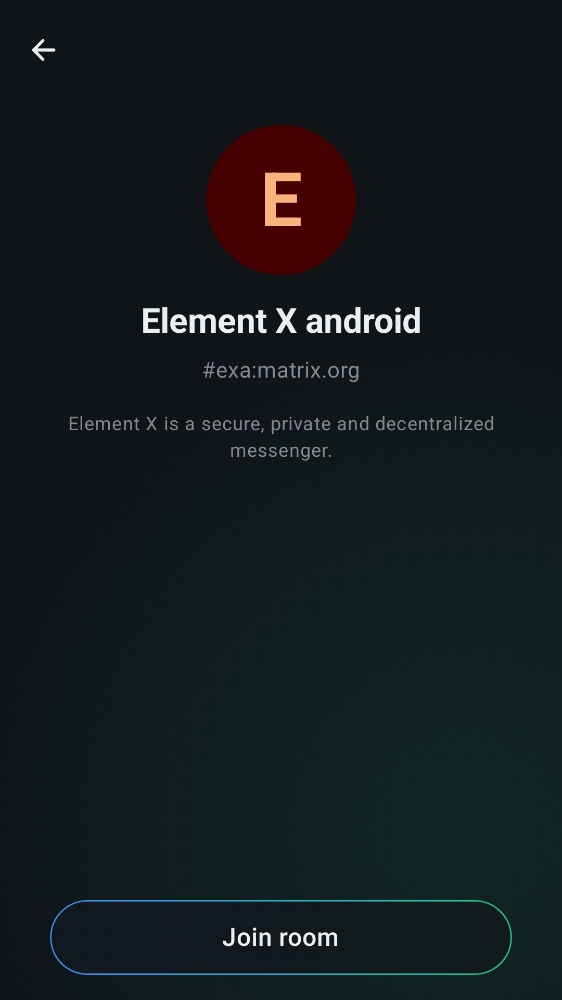 E
Element X android
#exa:matrix.org
Element X is a secure, private and decentralized
messenger.
Join room